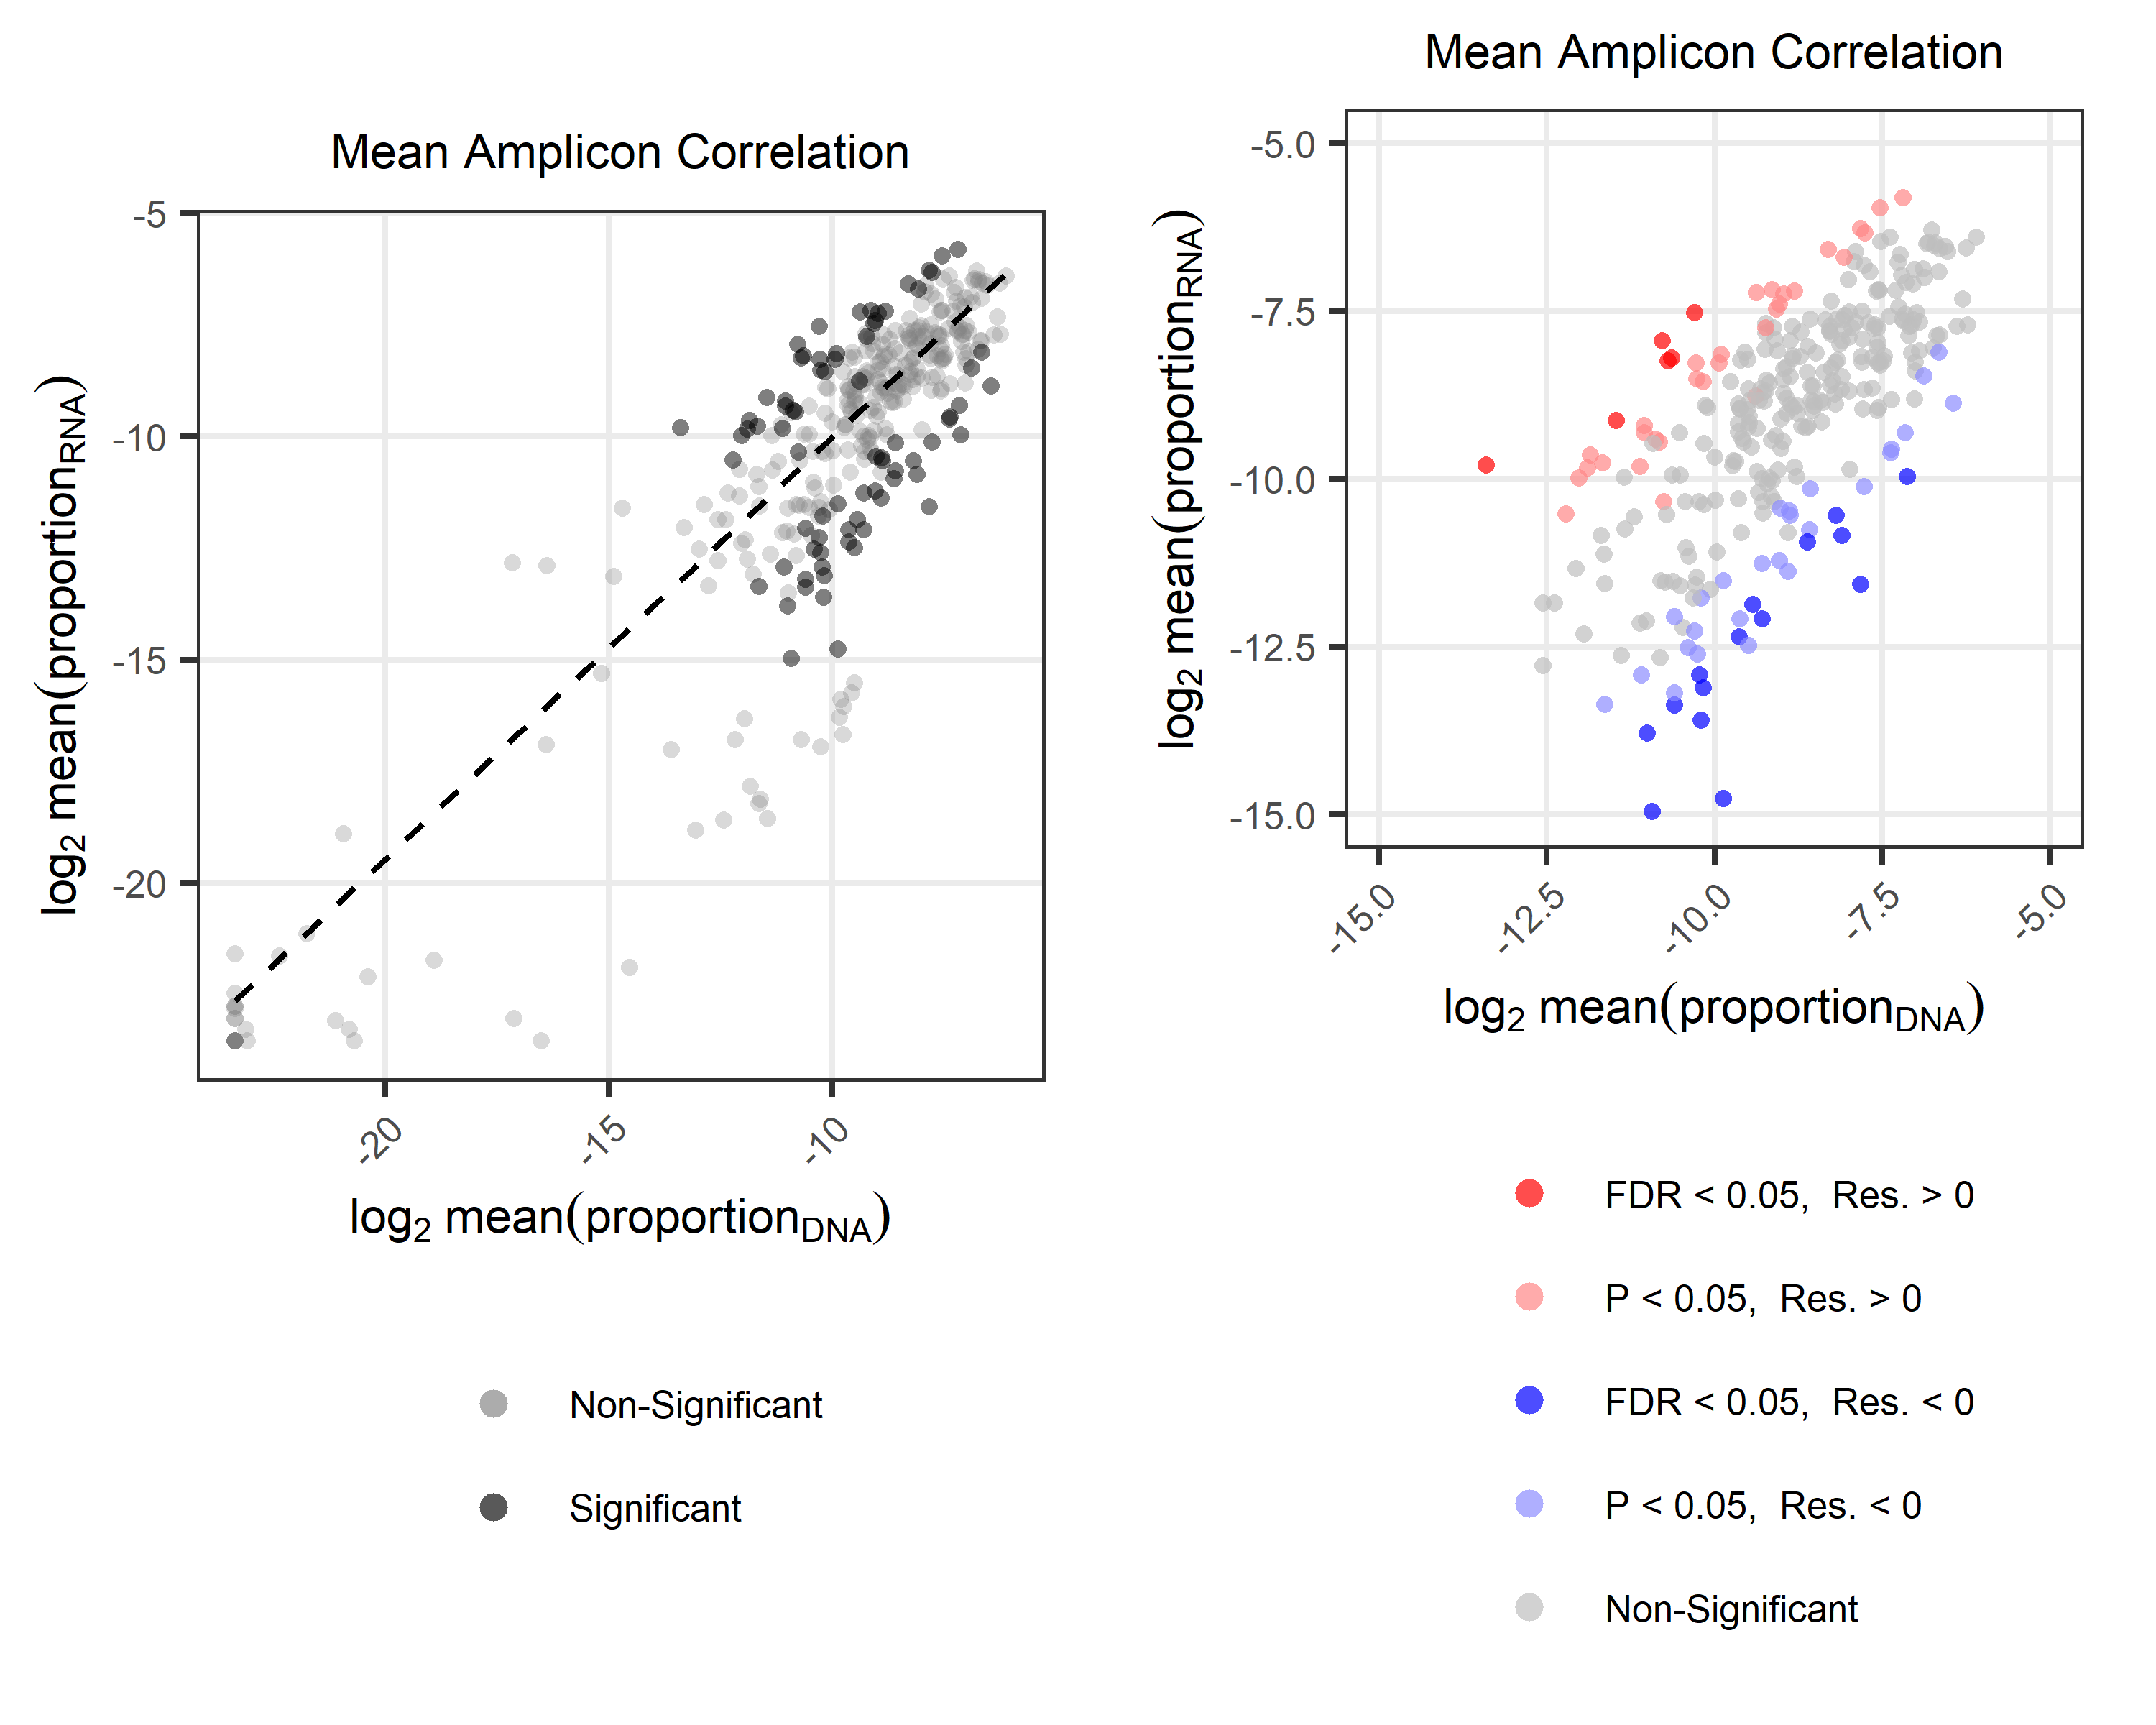 Mean Amplicon Correlation
log2 mean(proportionRNA)
-5
-10
-15
-20
-20 -15 -10
log2 mean(proportionDNA)
Non-Significant
Significant
Mean Amplicon Correlation
log2 mean(proportionRNA)
-5.0
-7.5
-10.0
-12.5
-15.0
-15.0 -12.5 -10.0 -7.5 -5.0
log2 mean(proportionDNA)
FDR < 0.05, Res. > 0
P < 0.05, Res. > 0
FDR < 0.05, Res. < 0
P < 0.05, Res. < 0
Non-Significant